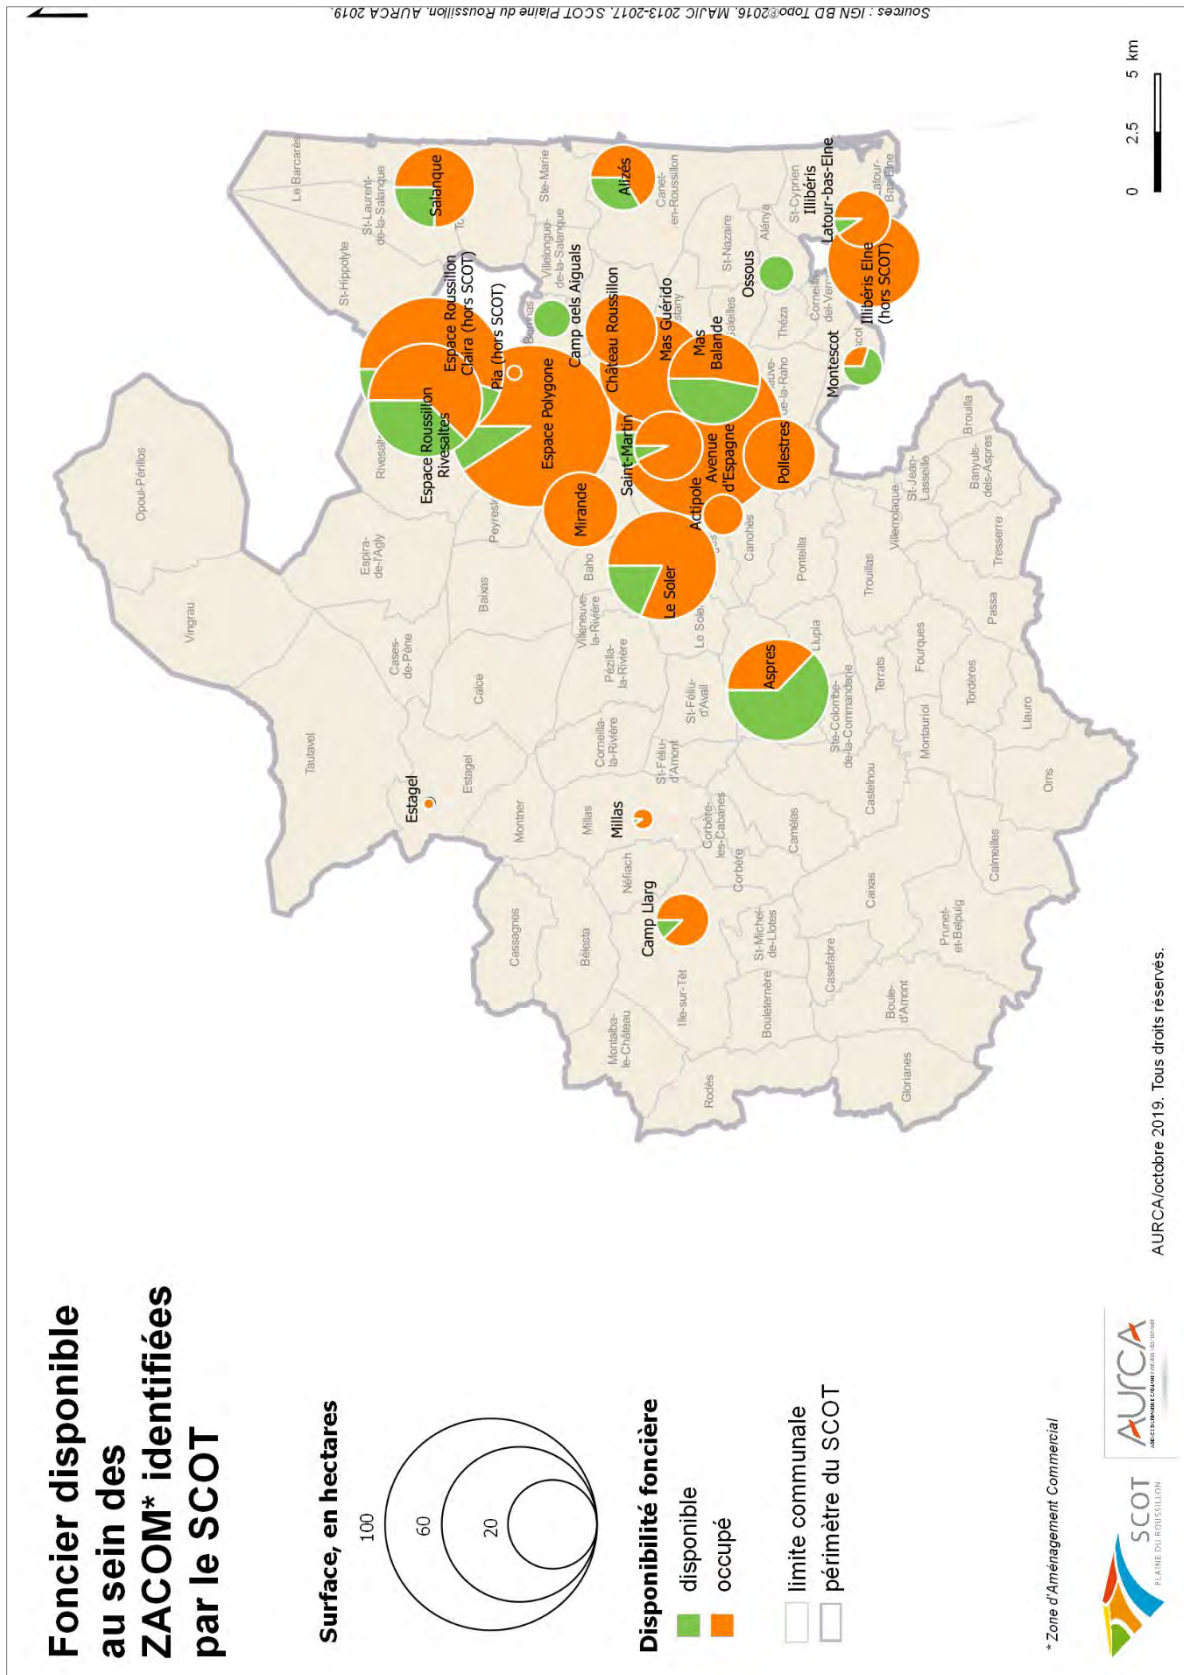 Foncier disponible
au sein des
ZACOM* identifiées
par le SCOT
Surface, en hectares
100
60
20
Disponibilité foncière
disponible
occupé
limite communale
périmètre du SCOT
* Zone d'Aménagement Commercial
SCOT
PLAINE DU ROUSSILLON
AURCA
AURCA/octobre 2019. Tous droits réservés.
Sources : IGN BD Topo®2016. MAJIC 2013-2017. SCOT Plaine du Roussillon. AURCA 2019.
0
2.5
5 km
Opoul-Périllos
Vingrau
Tautavel
Cases-
de-Pène
Espira-
de-l'Agly
Estagel
Estagel
Calce
Baixas
Montner
Cassagnes
Bélesta
Millas
Millas
Néfiach
Corneilla-
la-Rivière
Pézilla-
la-Rivière
Villeneuve-
la-Rivière
Baho
Montalba-
le-Château
Ille-sur-Têt
Camp Llarg
Rodès
Bouleternère
St-Michel-
de-Llotes
Corbère
Corbère-
les-Cabanes
St-Féliu-
d'Amont
St-Féliu-
d'Avall
Le Soler
Mirande
Camélas
Casefabre
Caixas
Castelnou
Ste-Colombe-
de-la-Commanderie
Aspres
Llupia
Terrats
Fourques
Montauriol
Tordères
Llauro
Passa
Tresserre
Trouillas
Villemolaque
Ponteilla
Canohès
Banyuls-
dels-Aspres
St-Jean-
Lasseille
Brouilla
Oms
Calmeilles
Prunet-
et-Belpuig
Boule-
d'Amont
Glorianes
Le Barcarès
St-Laurent-
de-la-Salanque
St-Hippolyte
Salanque
Espace Roussillon
Claira (hors SCOT)
Espace Roussillon
Rivesaltes
Pia (hors SCOT)
Espace Polygone
Ste-Marie
Villelongue-
de-la-Salanque
Camp dels Aiguals
Alizés
Canet-
en-Roussillon
Château Roussillon
Mas Guérido
Mas
Balande
Saint-Martin
Avenue
d'Espagne
Actipole
Pollestres
St-Nazaire
Alénya
Ossous
Théza
St-Cyprien
Montescot
Illibéris
Latour-bas-Elne
Illibéris Elne
(hors SCOT)